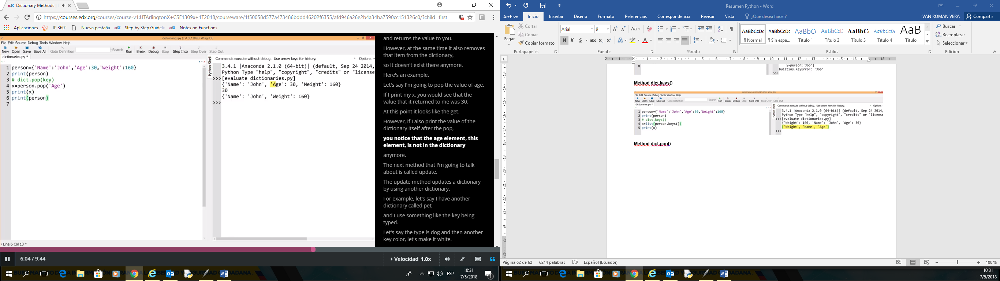 Dictionary Methods |
https://courses.edx.org/courses/course-v1:UTArlingtonX+CSE1309x+1T2018/courseware/1f50058d577a473486bddd46202f6355/afd946a26e2b4a34ba7590cc151326c0/?child=first
Aplicaciones IP 360° Nueva pestaña Step by Step Guideli Notes on Functions
dictionaries.py (c:\CSE1309x): Wing IDE
File Edit Source Debug Tools Window Help
New Open Save Save All Goto Definition Search Run Break Debug Stop Step Into Step Over Step Out
dictionaries.py *
1 person={'Name':'John','Age':30,'Weight':160}
2 print(person)
3 # dict.pop(key)
4 x=person.pop('Age')
5 print(x)
6 print(person)
7
Line 6 Col 13 *
Python Shell
Commands execute without debug. Use arrow keys for history. Options
3.4.1 |Anaconda 2.1.0 (64-bit)| (default, Sep 24 2014,
Python Type "help", "copyright", "credits" or "license
>>> [evaluate dictionaries.py]
{'Name': 'John', 'Age': 30, 'Weight': 160}
30
{'Name': 'John', 'Weight': 160}
>>>
and returns the value to you.
However, at the same time it also removes
that item from the dictionary,
so it doesn't exist there anymore.
Here's an example.
Let's say I'm going to pop the value of age.
If I print my x, you would see that the
value that it returned to me was 30.
At this point it looks like the get.
However, if I also print the value of the
dictionary itself after the pop,
you notice that the age element, this
element, is not in the dictionary
anymore.
The next method that I'm going to talk
about is called update.
The update method updates a dictionary
by using another dictionary.
For example, let's say I have another
dictionary called pet,
and I use something like the key being
typed.
Let's say the type is dog and then another
key color, let's make it white.
6:04 / 9:44
Velocidad 1.0x
ESP
10:31
7/5/2018
1
Resumen Python - Word
Archivo Inicio Insertar Diseño Formato Referencias Correspondencia Revisar Vista ¿Qué desea hacer? IVAN ROMAN VERA Compartir
Pegar
Cortar
Copiar
Copiar formato
Portapapeles
Arial 9
N K S abc x₂ x²
Fuente
Párrafo
AaBbCcDc AaBbCcDc AaBbC( AaBbCcE AaBbC AaBbCcDc AaB
¶ Normal ¶ Sin espa... Título 1 Título 2 Título 3 Título 4 Título
Estilos
Buscar
Reemplazar
Seleccionar
Edición
8
y=person['Job']
builtins.KeyError: 'Job'
>>>
Method dict.keys()
File Edit Source Debug Tools Window Help
New Open Save Save All Goto Definition Search Run Break Debug Stop Step Into Step Over Step Out
dictionaries.py *
1 person={'Name':'John','Age':30,'Weight':160}
2 print(person)
3 # dict.keys()
4 x=list(person.keys())
5 print(x)
Python Shell
Commands execute without debug. Use arrow keys for history. Options
3.4.1 |Anaconda 2.1.0 (64-bit)| (default, Sep 24 2014,
Python Type "help", "copyright", "credits" or "license
>>> [evaluate dictionaries.py]
{'Weight': 160, 'Name': 'John', 'Age': 30}
['Weight', 'Name', 'Age']
>>>
Method dict.pop()
Página 62 de 62 6214 palabras Español (Ecuador) 100 %
10:31
7/5/2018